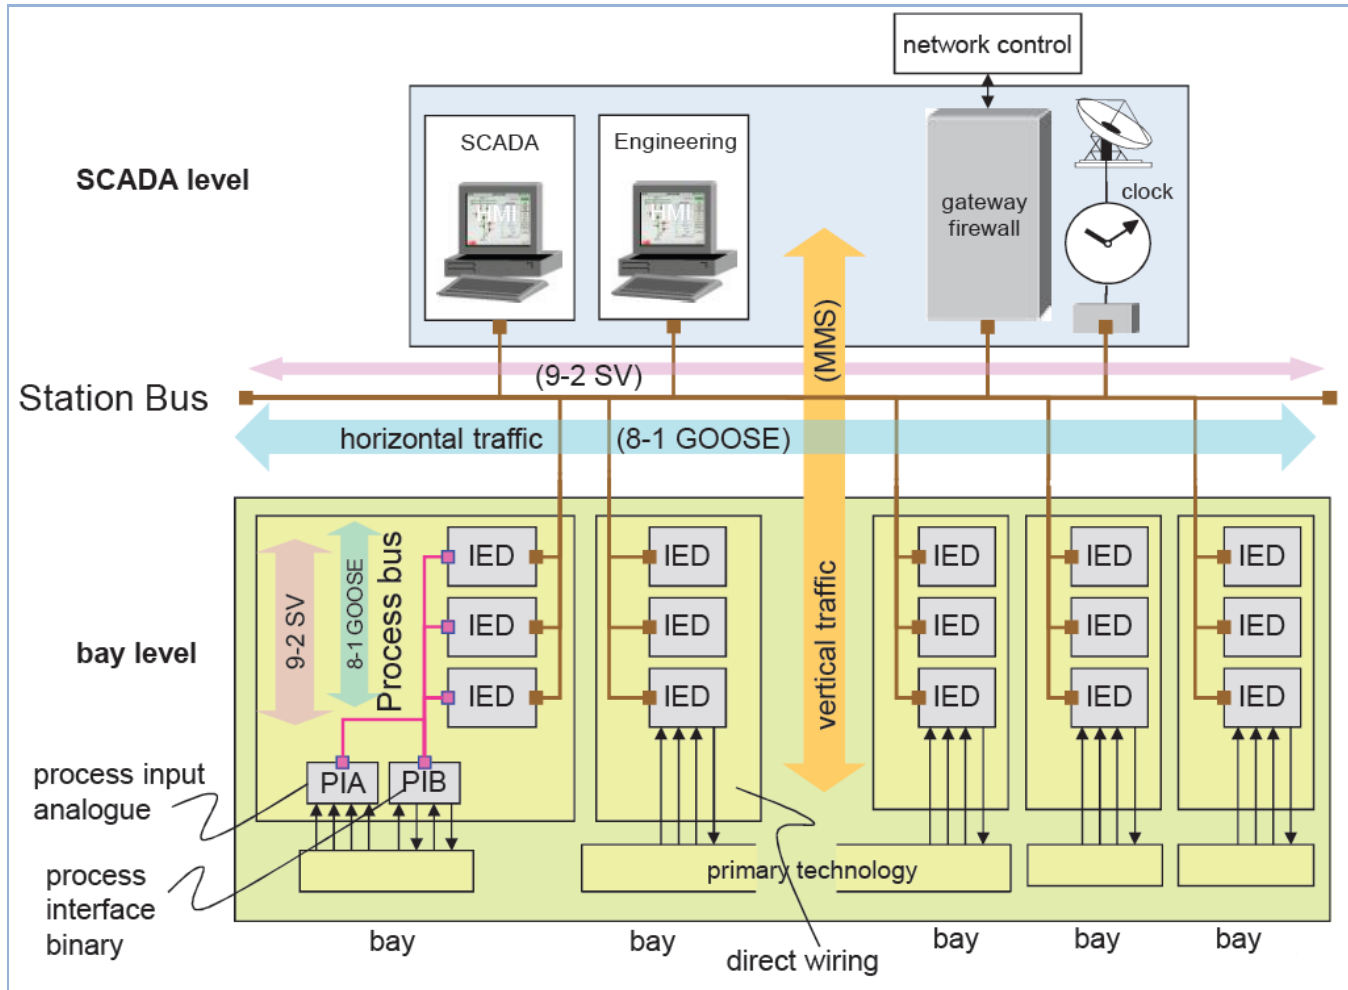 network control
SCADA
Engineering
HMI
HMI
SCADA level
gateway
firewall
clock
(MMS)
(9-2 SV)
Station Bus
horizontal traffic (8-1 GOOSE)
9-2 SV
8-1 GOOSE
Process bus
IED
IED
IED
IED
IED
IED
vertical traffic
IED
IED
IED
IED
IED
IED
IED
IED
IED
bay level
PIA
PIB
process input
analogue
process
interface
binary
primary technology
bay
bay
direct wiring
bay
bay
bay